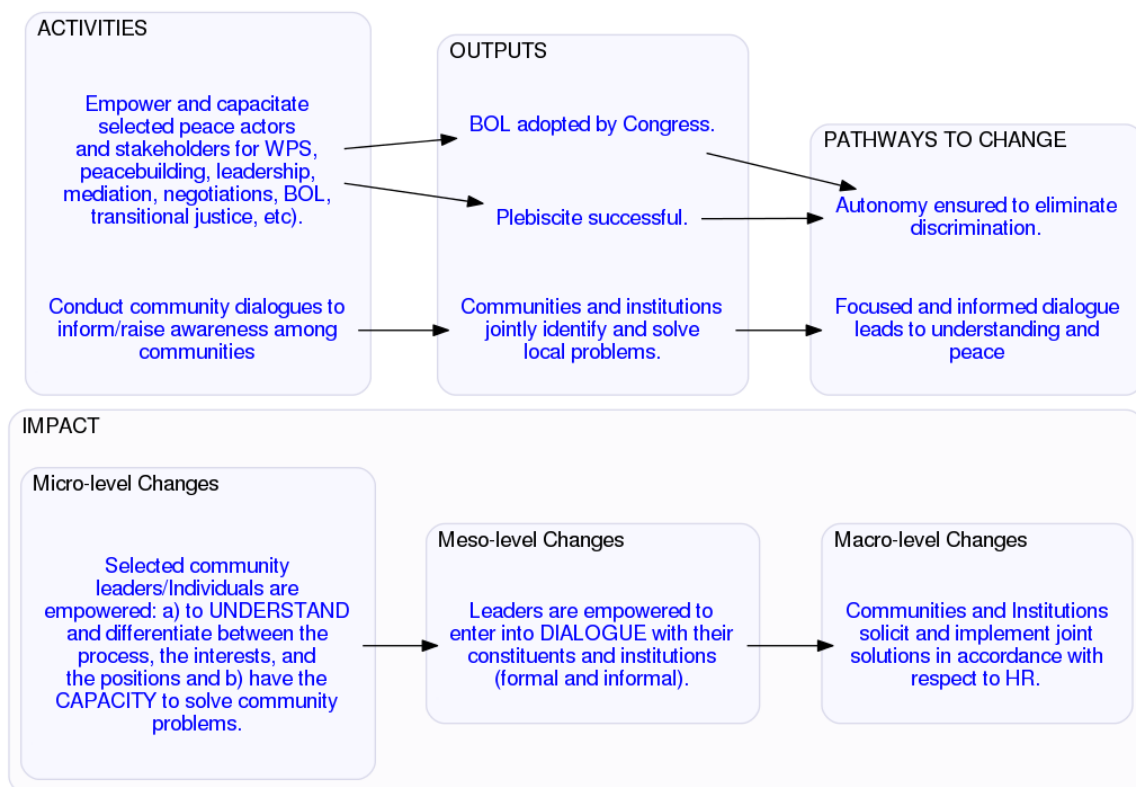 ACTIVITIES
Empower and capacitate
selected peace actors
and stakeholders for WPS,
peacebuilding, leadership,
mediation, negotiations, BOL,
transitional justice, etc).
Conduct community dialogues to
inform/raise awareness among
communities
OUTPUTS
BOL adopted by Congress.
Plebiscite successful.
Communities and institutions
jointly identify and solve
local problems.
PATHWAYS TO CHANGE
Autonomy ensured to eliminate
discrimination.
Focused and informed dialogue
leads to understanding and
peace
IMPACT
Micro-level Changes
Selected community
leaders/Individuals are
empowered: a) to UNDERSTAND
and differentiate between the
process, the interests, and
the positions and b) have the
CAPACITY to solve community
problems.
Meso-level Changes
Leaders are empowered to
enter into DIALOGUE with their
constituents and institutions
(formal and informal).
Macro-level Changes
Communities and Institutions
solicit and implement joint
solutions in accordance with
respect to HR.